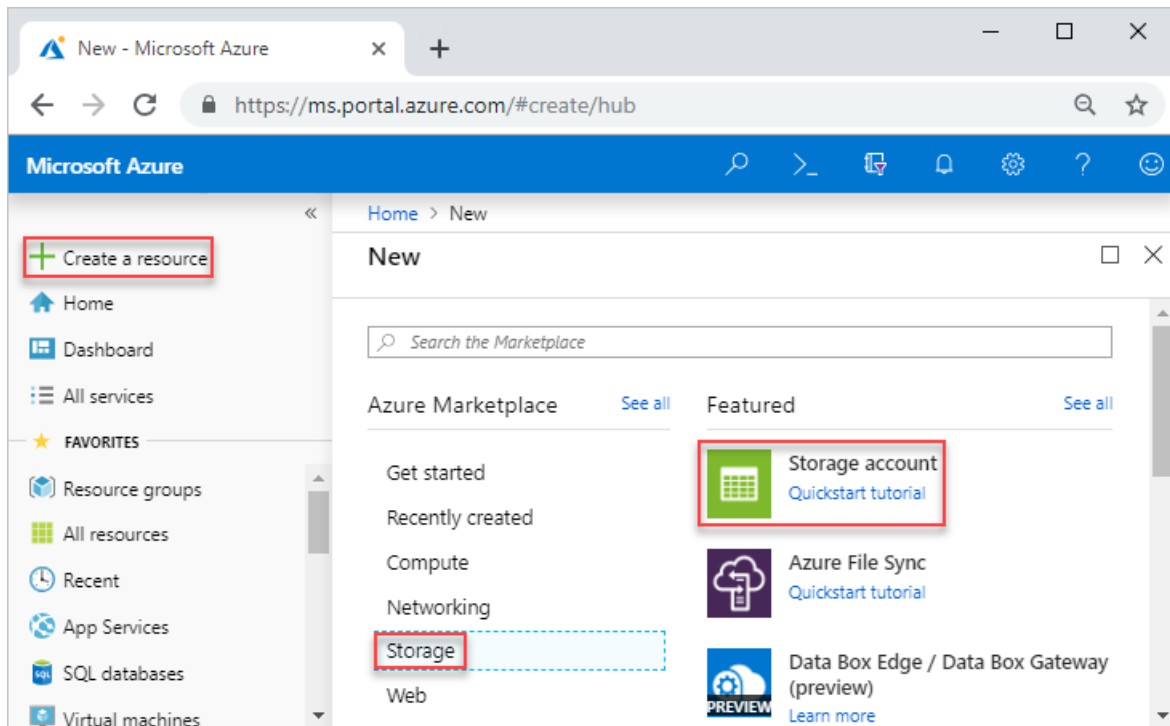 New - Microsoft Azure
https://ms.portal.azure.com/#create/hub
Microsoft Azure
>_
?
«
Create a resource
Home
Dashboard
All services
FAVORITES
Resource groups
All resources
Recent
App Services
SQL
SQL databases
Virtual machines
Home > New
New
Search the Marketplace
Azure Marketplace See all
Get started
Recently created
Compute
Networking
Storage
Web
Featured See all
Storage account
Quickstart tutorial
Azure File Sync
Quickstart tutorial
PREVIEW
Data Box Edge / Data Box Gateway
(preview)
Learn more